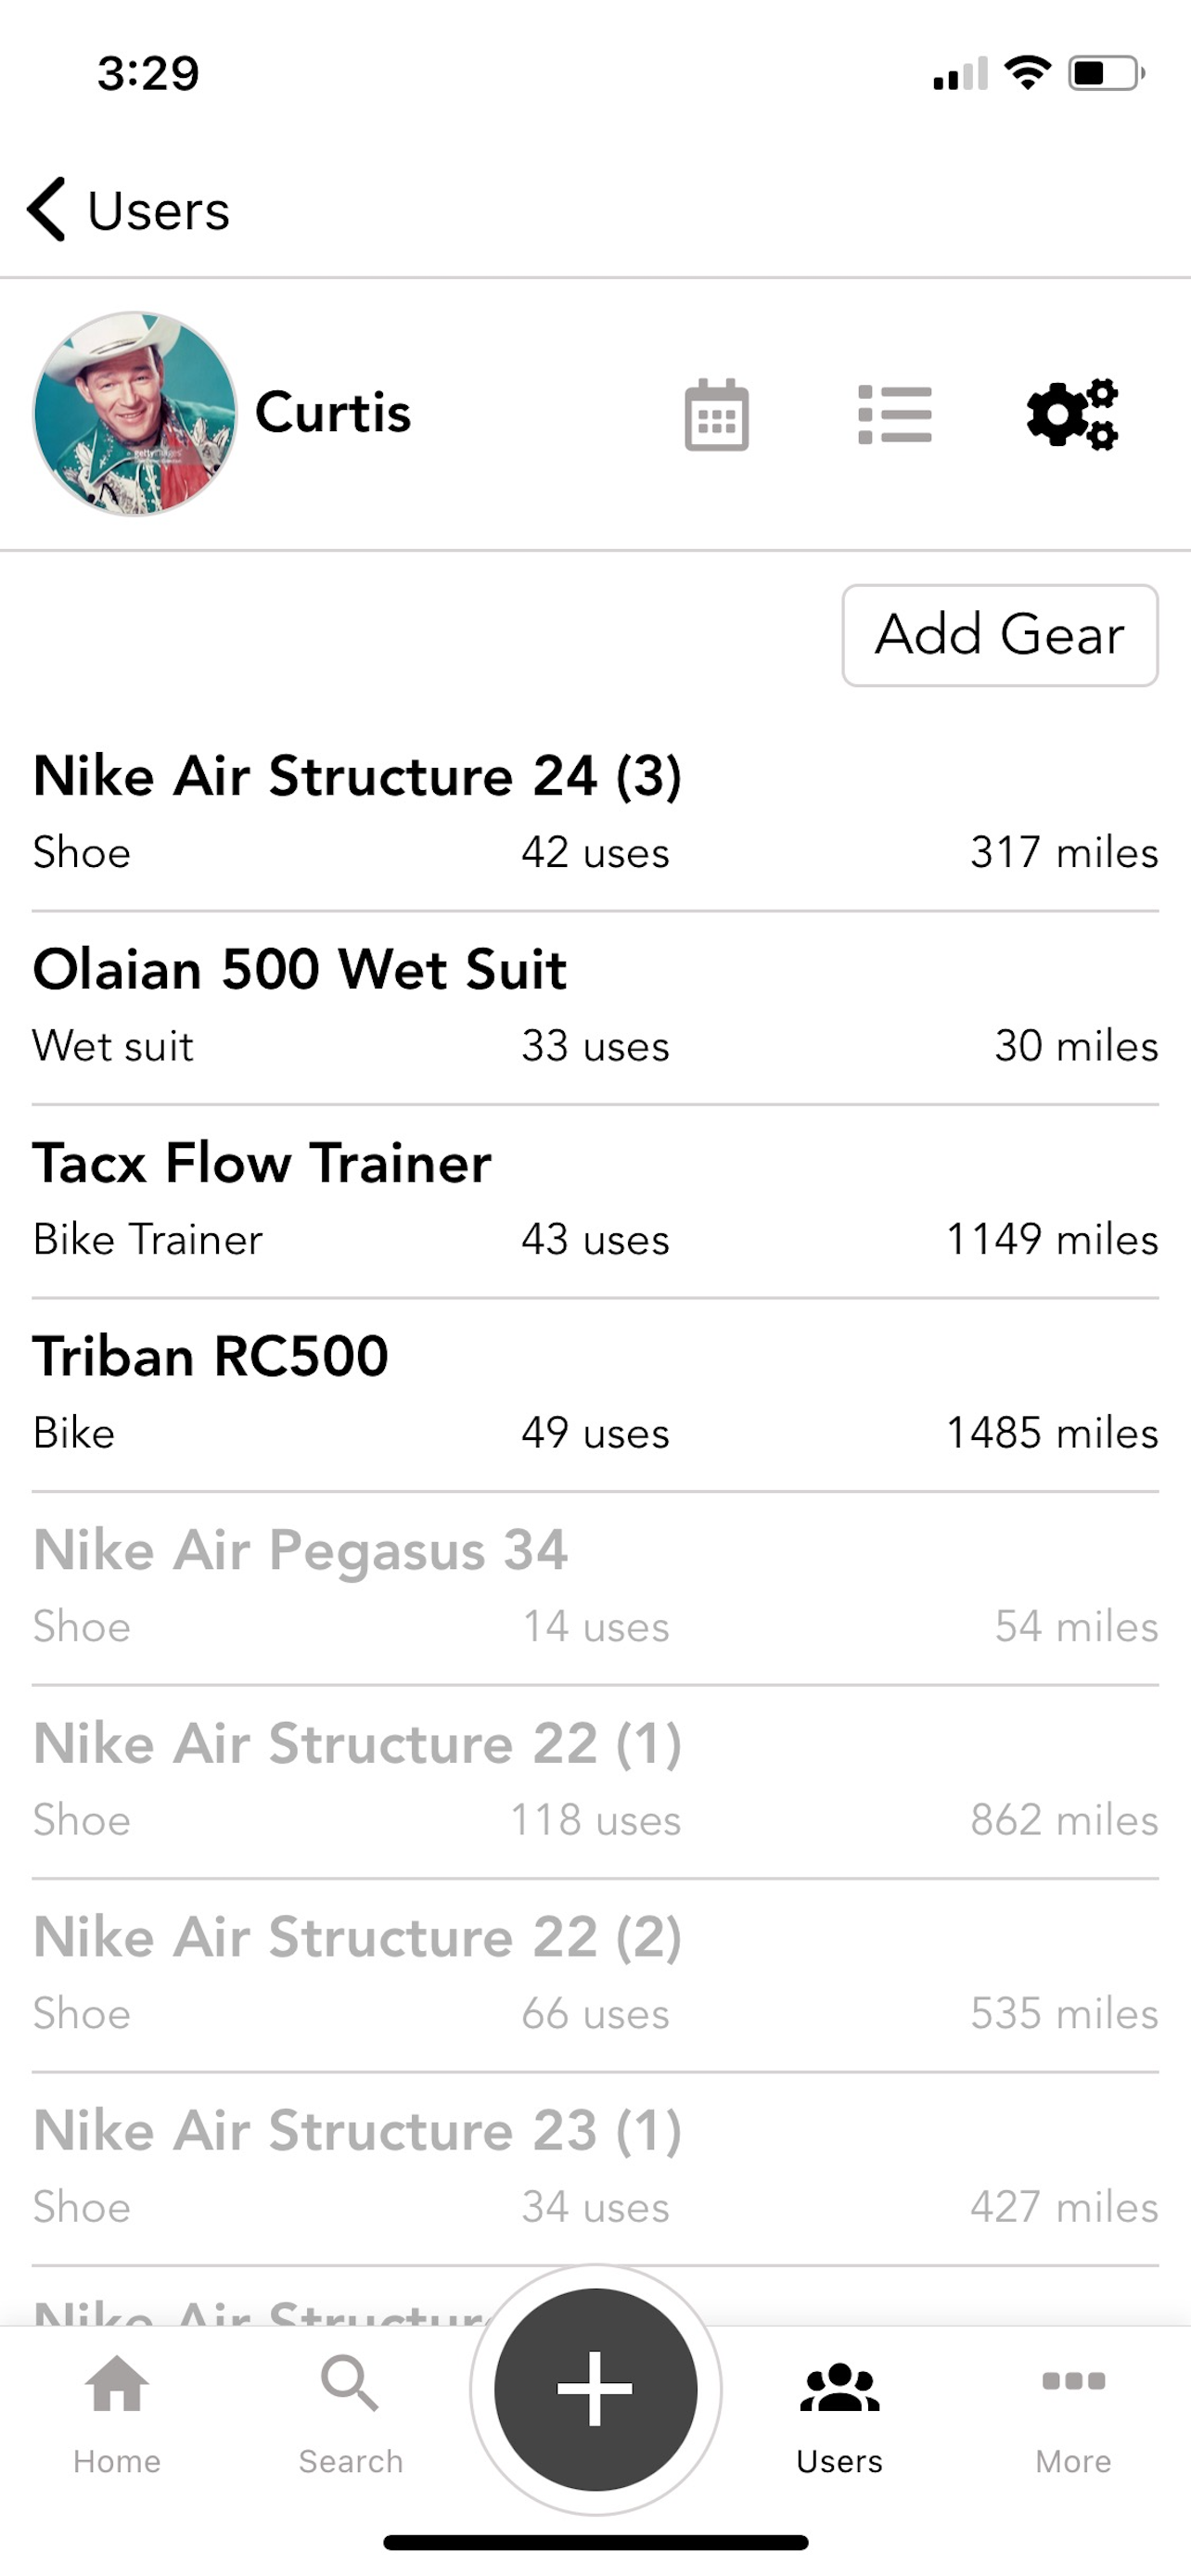 3:29
Users
gettyimages
Curtis
Add Gear
Nike Air Structure 24 (3)
Shoe 42 uses 317 miles
Olaian 500 Wet Suit
Wet suit 33 uses 30 miles
Tacx Flow Trainer
Bike Trainer 43 uses 1149 miles
Triban RC500
Bike 49 uses 1485 miles
Nike Air Pegasus 34
Shoe 14 uses 54 miles
Nike Air Structure 22 (1)
Shoe 118 uses 862 miles
Nike Air Structure 22 (2)
Shoe 66 uses 535 miles
Nike Air Structure 23 (1)
Shoe 34 uses 427 miles
Nike Air Structure
Home Search Users More